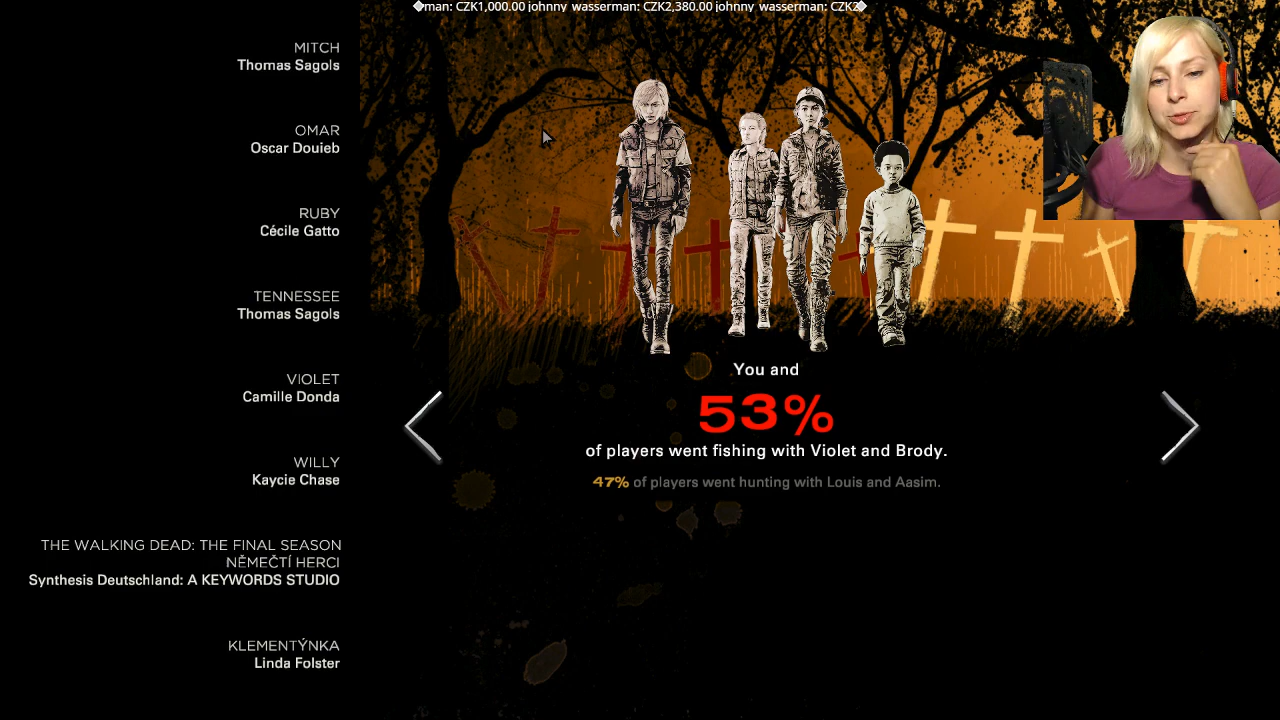 man: CZK1,000.00 johnny wasserman: CZK2,380.00 johnny wasserman: CZK2
MITCH
Thomas Sagols
OMAR
Oscar Douieb
RUBY
Cécile Gatto
TENNESSEE
Thomas Sagols
VIOLET
Camille Donda
WILLY
Kaycie Chase
THE WALKING DEAD: THE FINAL SEASON
NĚMEČTÍ HERCI
Synthesis Deutschland: A KEYWORDS STUDIO
KLEMENTÝNKA
Linda Folster
You and
53%
of players went fishing with Violet and Brody.
47% of players went hunting with Louis and Aasim.